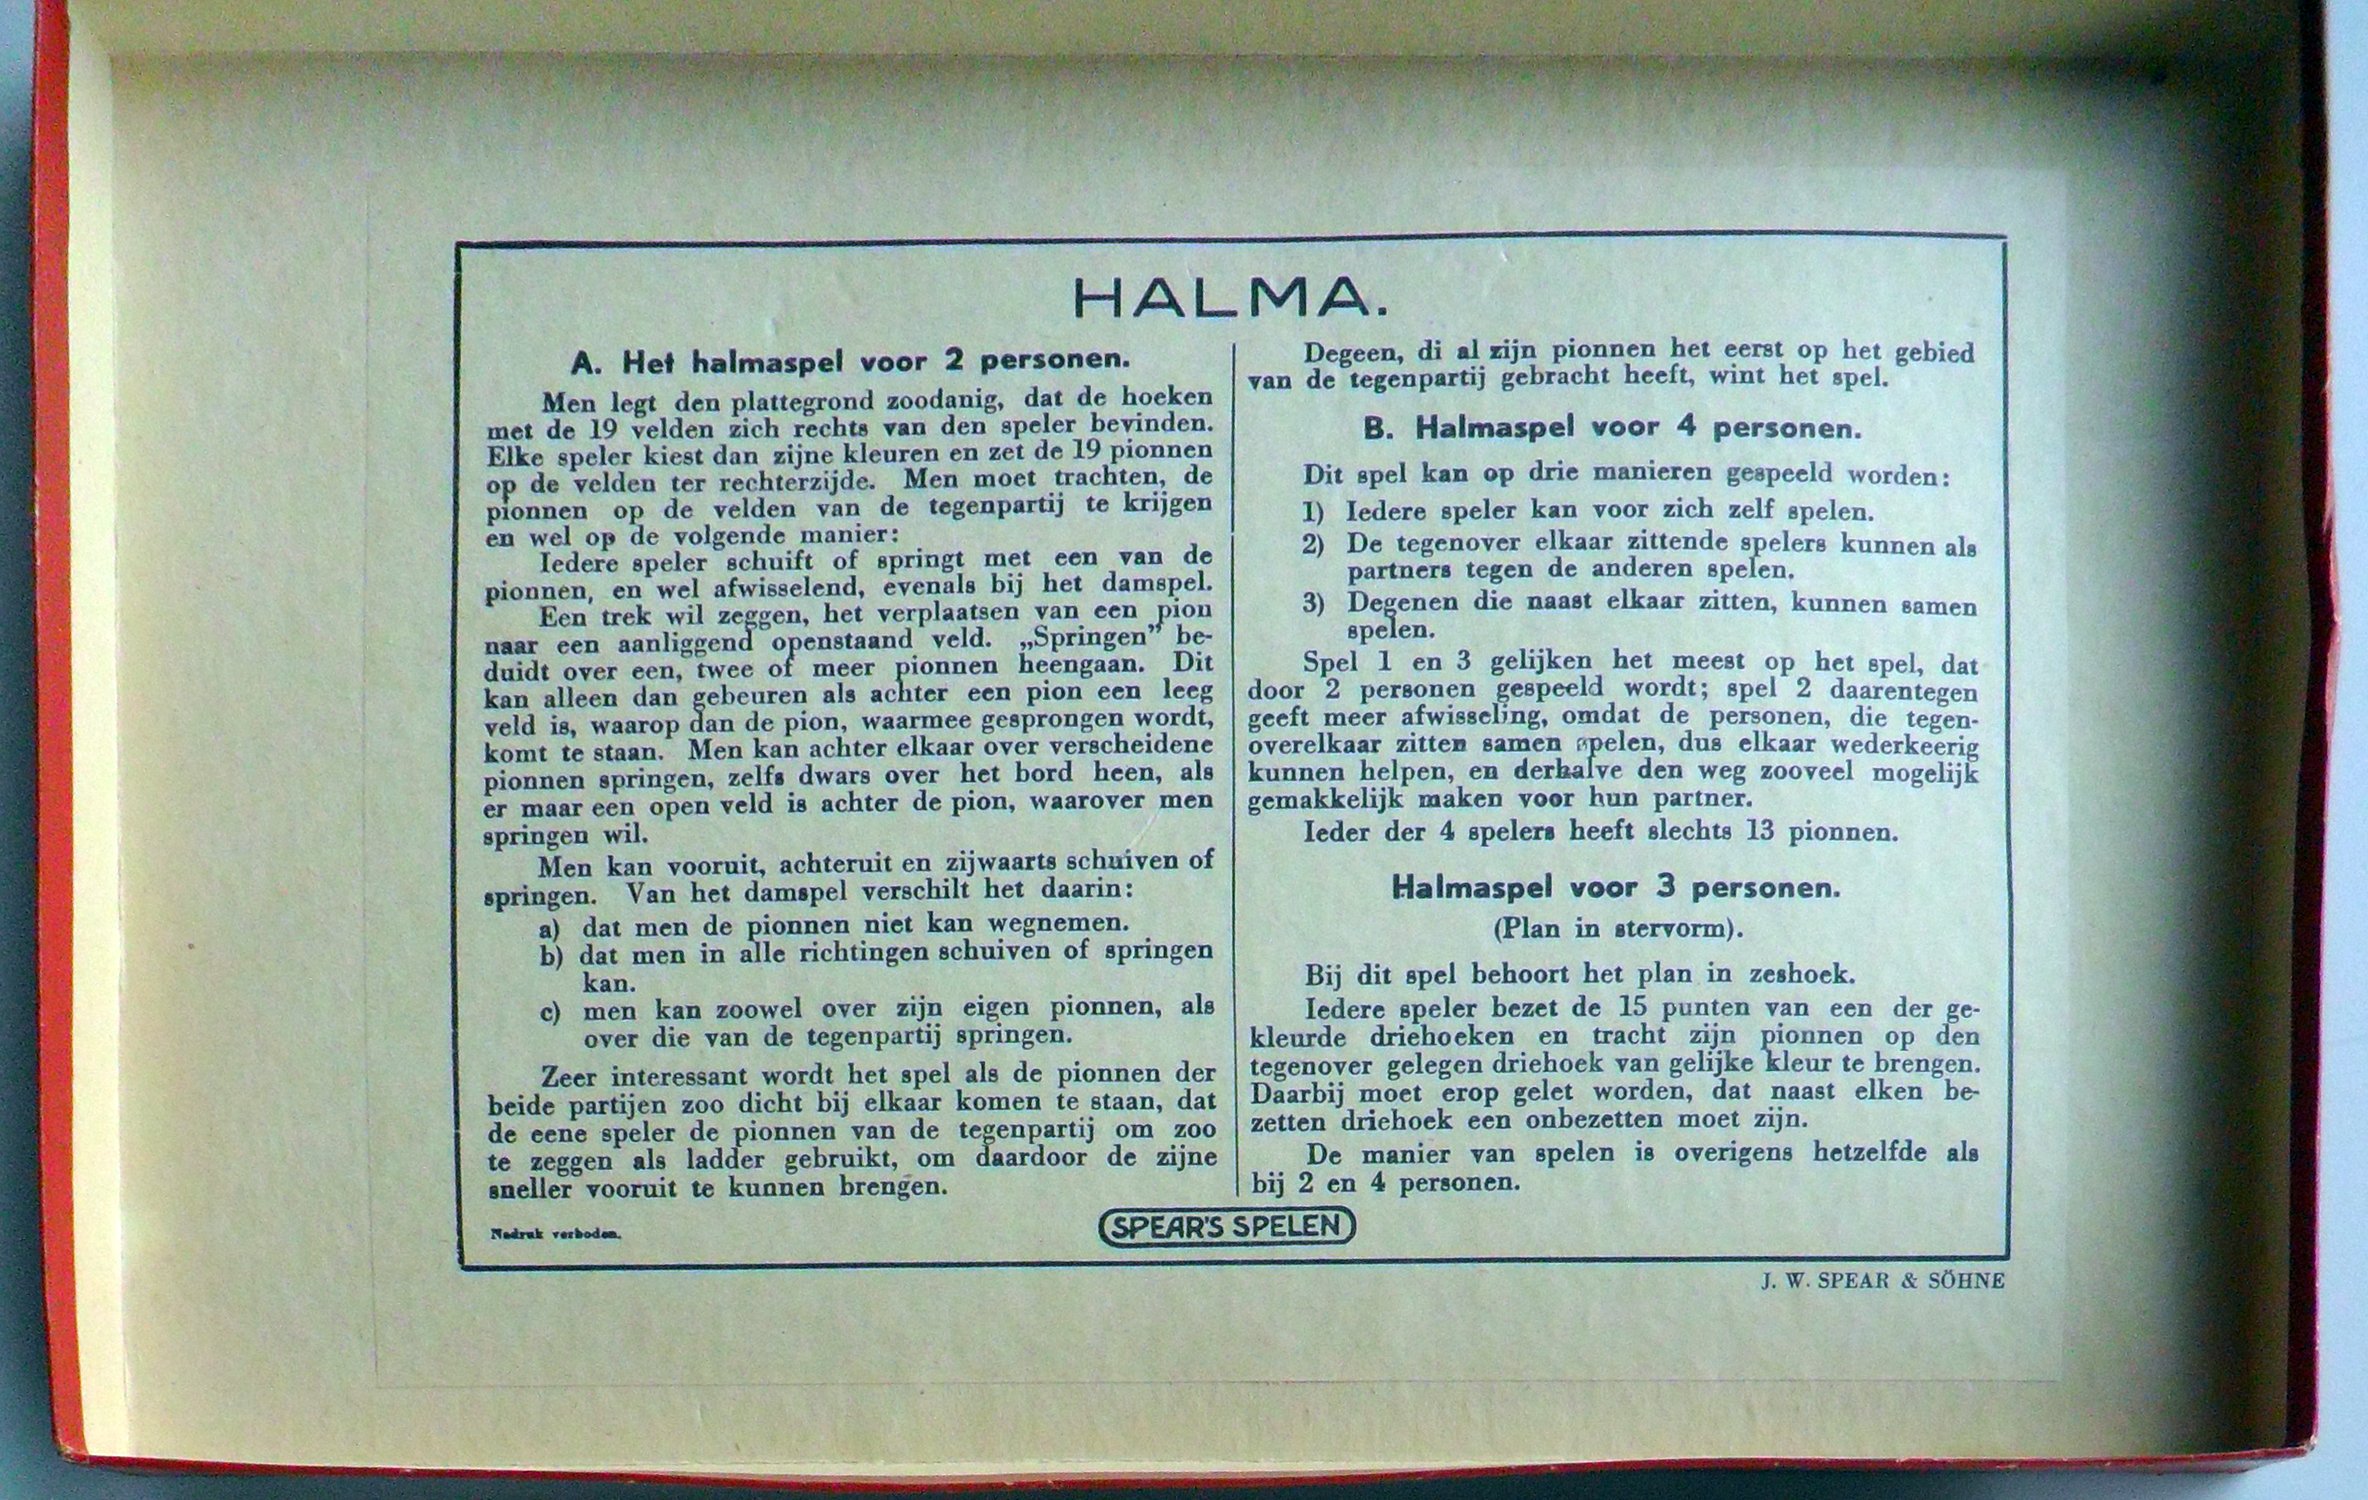 HALMA.
A. Het halmaspel voor 2 personen.
Men legt den plattegrond zoodanig, dat de hoeken
met de 19 velden zich rechts van den speler bevinden.
Elke speler kiest dan zijne kleuren en zet de 19 pionnen
op de velden ter rechterzijde. Men moet trachten, de
pionnen op de velden van de tegenpartij te krijgen
en wel op de volgende manier:
Iedere speler schuift of springt met een van de
pionnen, en wel afwisselend, evenals bij het damspel.
Een trek wil zeggen, het verplaatsen van een pion
naar een aanliggend openstaand veld. „Springen” be-
duidt over een, twee of meer pionnen heengaan. Dit
kan alleen dan gebeuren als achter een pion een leeg
veld is, waarop dan de pion, waarmee gesprongen wordt,
komt te staan. Men kan achter elkaar over verscheidene
pionnen springen, zelfs dwars over het bord heen, als
er maar een open veld is achter de pion, waarover men
springen wil.
Men kan vooruit, achteruit en zijwaarts schuiven of
springen. Van het damspel verschilt het daarin:
a) dat men de pionnen niet kan wegnemen.
b) dat men in alle richtingen schuiven of springen
kan.
c) men kan zoowel over zijn eigen pionnen, als
over die van de tegenpartij springen.
Zeer interessant wordt het spel als de pionnen der
beide partijen zoo dicht bij elkaar komen te staan, dat
de eene speler de pionnen van de tegenpartij om zoo
te zeggen als ladder gebruikt, om daardoor de zijne
sneller vooruit te kunnen brengen.
Nadruk verboden.
Degeen, di al zijn pionnen het eerst op het gebied
van de tegenpartij gebracht heeft, wint het spel.
B. Halmaspel voor 4 personen.
Dit spel kan op drie manieren gespeeld worden:
1) Iedere speler kan voor zich zelf spelen.
2) De tegenover elkaar zittende spelers kunnen als
partners tegen de anderen spelen.
3) Degenen die naast elkaar zitten, kunnen samen
spelen.
Spel 1 en 3 gelijken het meest op het spel, dat
door 2 personen gespeeld wordt; spel 2 daarentegen
geeft meer afwisseling, omdat de personen, die tegen-
overelkaar zitten samen spelen, dus elkaar wederkeerig
kunnen helpen, en derhalve den weg zooveel mogelijk
gemakkelijk maken voor hun partner.
Ieder der 4 spelers heeft slechts 13 pionnen.
Halmaspel voor 3 personen.
(Plan in stervorm).
Bij dit spel behoort het plan in zeshoek.
Iedere speler bezet de 15 punten van een der ge-
kleurde driehoeken en tracht zijn pionnen op den
tegenover gelegen driehoek van gelijke kleur te brengen.
Daarbij moet erop gelet worden, dat naast elken be-
zetten driehoek een onbezetten moet zijn.
De manier van spelen is overigens hetzelfde als
bij 2 en 4 personen.
SPEAR'S SPELEN
J. W. SPEAR & SÖHNE